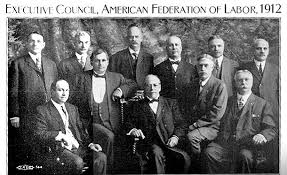 EXECUTIVE COUNCIL, AMERICAN FEDERATION OF LABOR, 1912